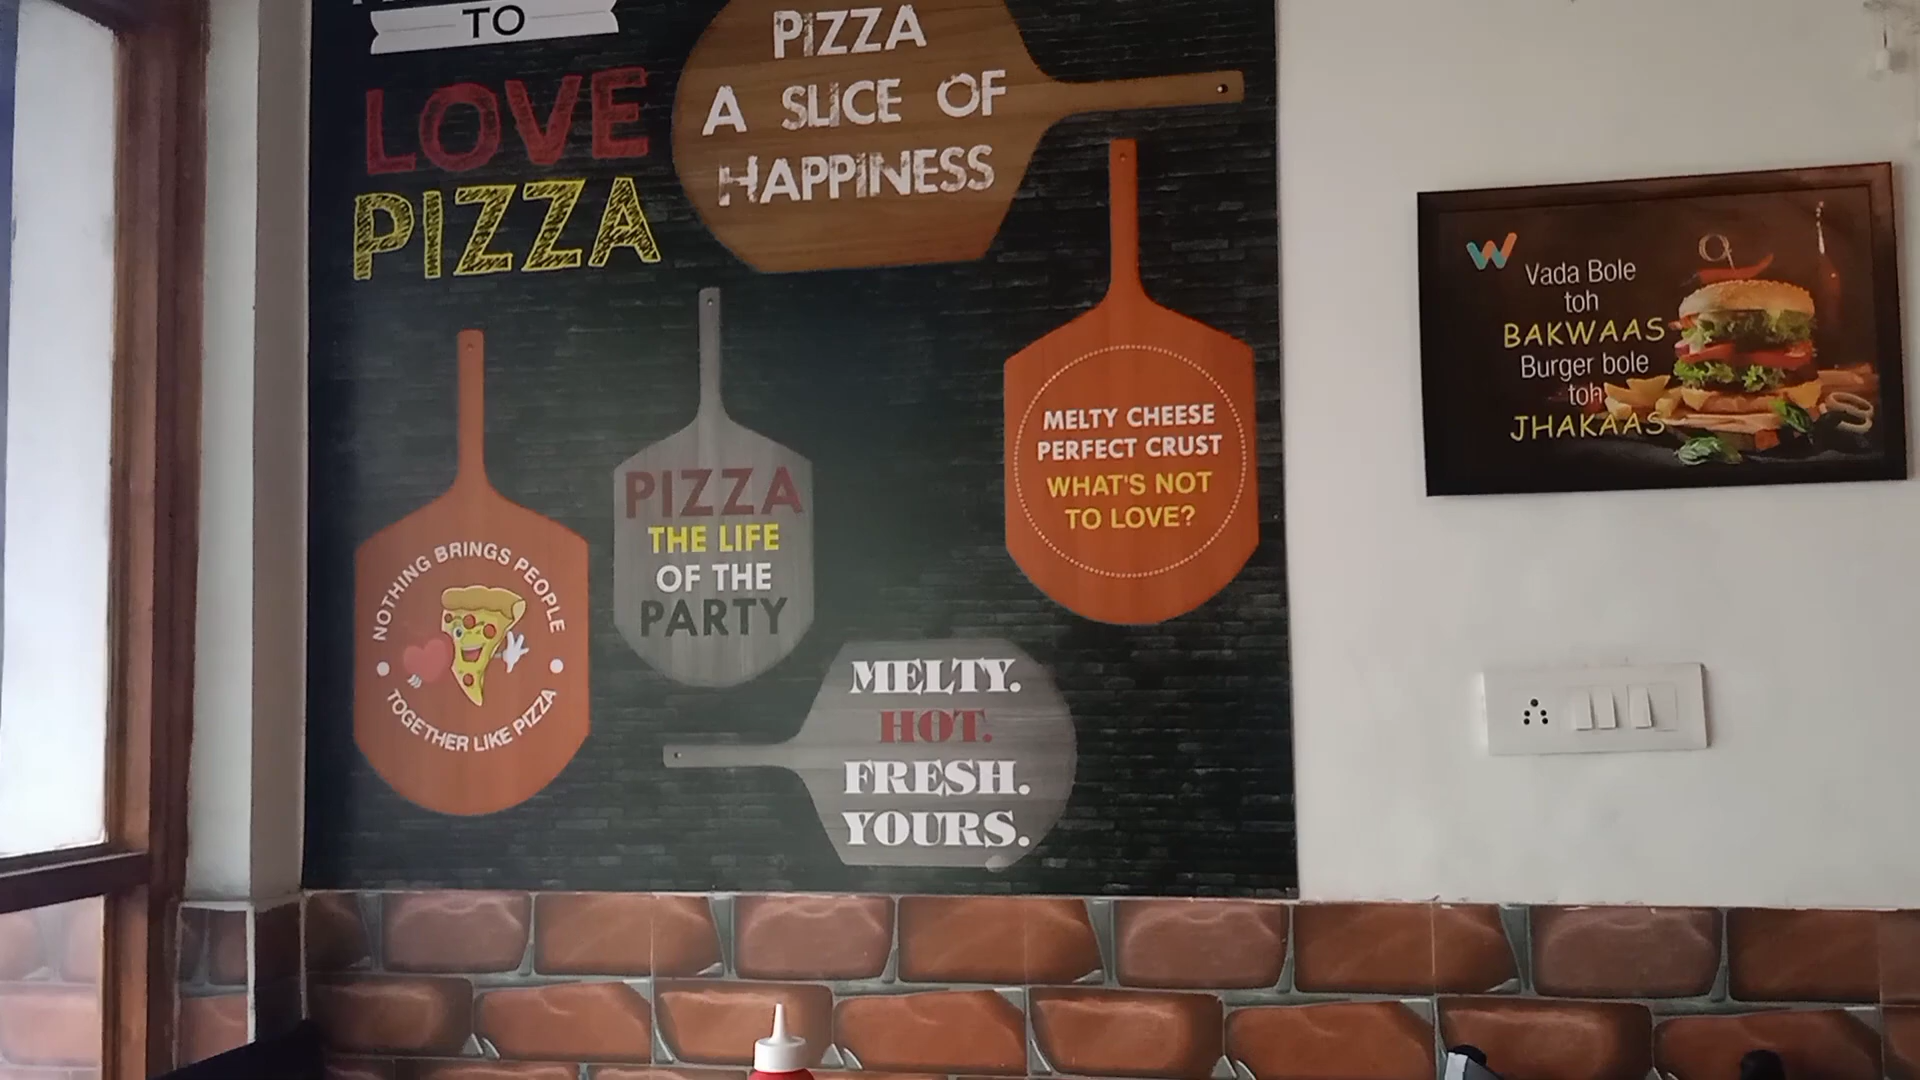 TO
LOVE
PIZZA
PIZZA
A SLICE OF
HAPPINESS
MELTY CHEESE
PERFECT CRUST
WHAT'S NOT
TO LOVE?
PIZZA
THE LIFE
OF THE
PARTY
NOTHING BRINGS PEOPLE
TOGETHER LIKE PIZZA
MELTY.
HOT.
FRESH.
YOURS.
W
Vada Bole
toh
BAKWAAS
Burger bole
toh
JHAKAAS